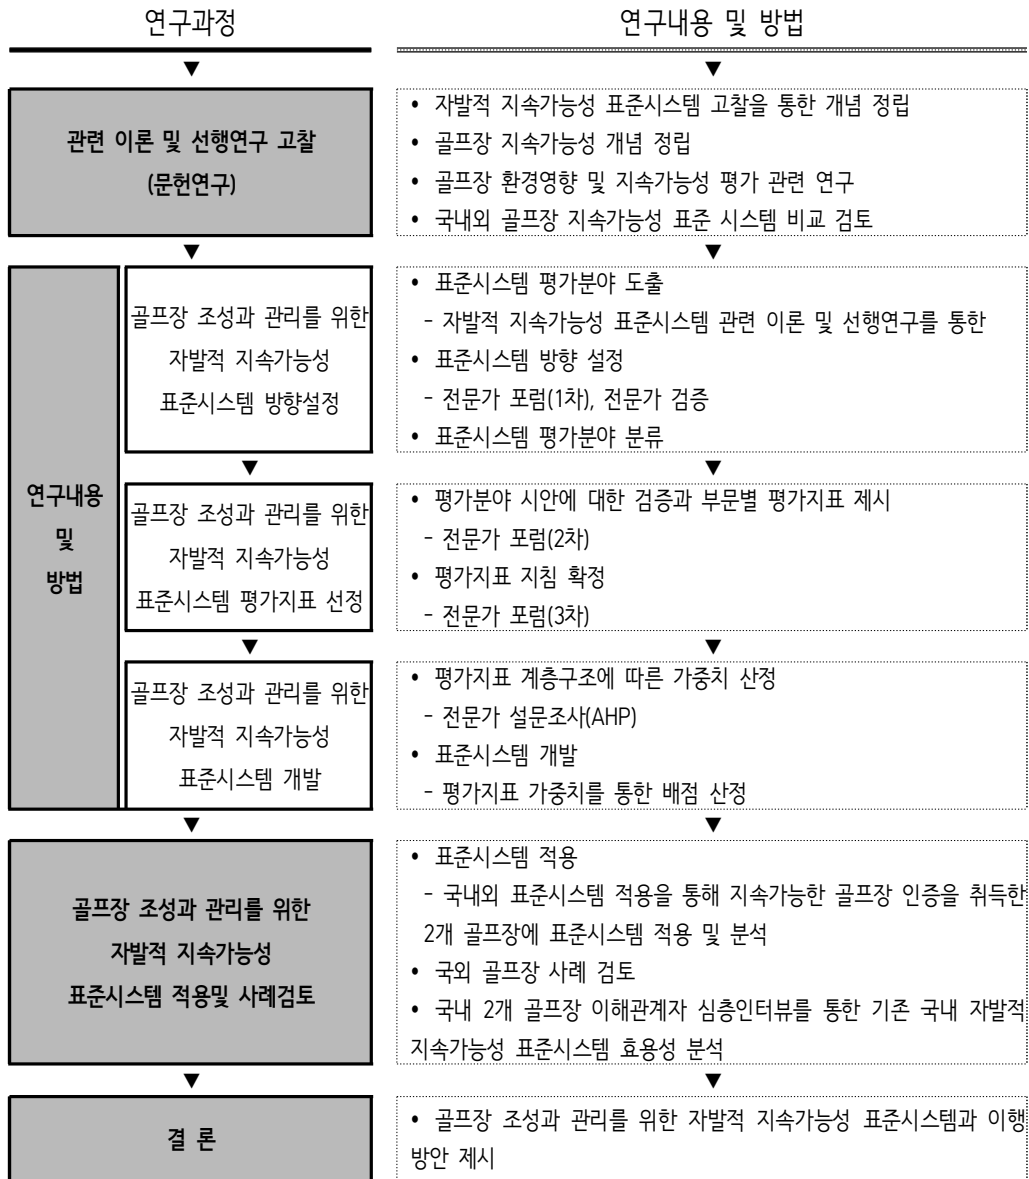 연구과정
연구내용 및 방법
▼
▼
관련 이론 및 선행연구 고찰
(문헌연구)
• 자발적 지속가능성 표준시스템 고찰을 통한 개념 정립
• 골프장 지속가능성 개념 정립
• 골프장 환경영향 및 지속가능성 평가 관련 연구
• 국내외 골프장 지속가능성 표준 시스템 비교 검토
▼
▼
연구내용
및
방법
골프장 조성과 관리를 위한
자발적 지속가능성
표준시스템 방향설정
• 표준시스템 평가분야 도출
- 자발적 지속가능성 표준시스템 관련 이론 및 선행연구를 통한
• 표준시스템 방향 설정
- 전문가 포럼(1차), 전문가 검증
• 표준시스템 평가분야 분류
▼
▼
골프장 조성과 관리를 위한
자발적 지속가능성
표준시스템 평가지표 선정
• 평가분야 시안에 대한 검증과 부문별 평가지표 제시
- 전문가 포럼(2차)
• 평가지표 지침 확정
- 전문가 포럼(3차)
▼
▼
골프장 조성과 관리를 위한
자발적 지속가능성
표준시스템 개발
• 평가지표 계층구조에 따른 가중치 산정
- 전문가 설문조사(AHP)
• 표준시스템 개발
- 평가지표 가중치를 통한 배점 산정
▼
▼
골프장 조성과 관리를 위한
자발적 지속가능성
표준시스템 적용및 사례검토
• 표준시스템 적용
- 국내외 표준시스템 적용을 통해 지속가능한 골프장 인증을 취득한
2개 골프장에 표준시스템 적용 및 분석
• 국외 골프장 사례 검토
• 국내 2개 골프장 이해관계자 심층인터뷰를 통한 기존 국내 자발적
지속가능성 표준시스템 효용성 분석
▼
▼
결 론
• 골프장 조성과 관리를 위한 자발적 지속가능성 표준시스템과 이행
방안 제시